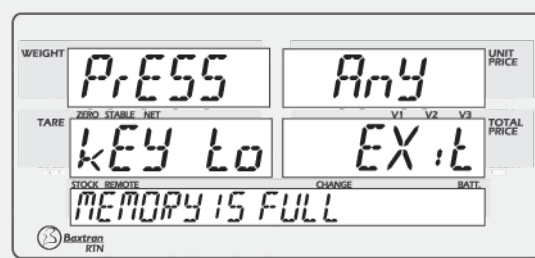 WEIGHT PrESS AnY UNIT PRICE
ZERO STABLE NET V1 V2 V3
TARE kEY to EX it TOTAL PRICE
STOCK REMOTE CHANGE BATT.
MEMORY IS FULL
Baxtran
RTN